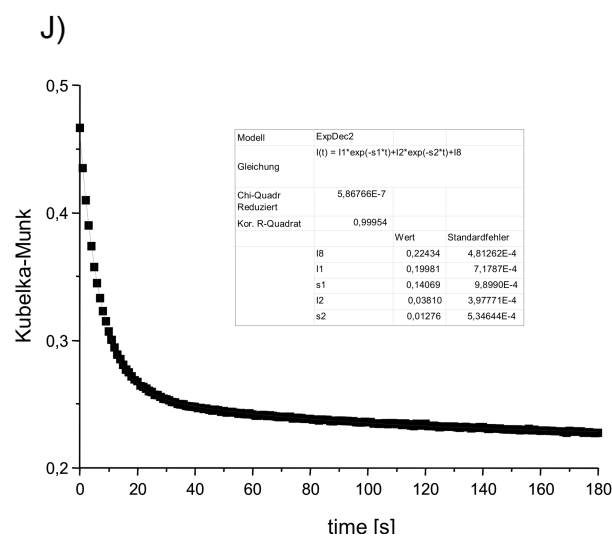 J)
Kubelka-Munk
0,5
0,4
0,3
0,2
Modell ExpDec2
Gleichung I(t) = I1*exp(-s1*t)+I2*exp(-s2*t)+I8
Chi-Quadr Reduziert 5,86766E-7
Kor. R-Quadrat 0,99954
Wert Standardfehler
I8 0,22434 4,81262E-4
I1 0,19981 7,1787E-4
s1 0,14069 9,8990E-4
I2 0,03810 3,97771E-4
s2 0,01276 5,34644E-4
0 20 40 60 80 100 120 140 160 180
time [s]